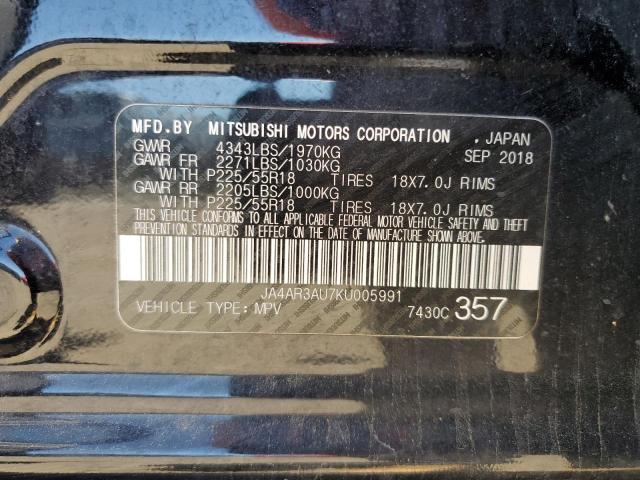 MFD.BY MITSUBISHI MOTORS CORPORATION , JAPAN
GVWR 4343LBS/1970KG SEP 2018
GAWR FR 2271LBS/1030KG
WITH P225/55R18 TIRES 18X7.0J RIMS
GAWR RR 2205LBS/1000KG
WITH P225/55R18 TIRES 18X7.0J RIMS
THIS VEHICLE CONFORMS TO ALL APPLICABLE FEDERAL MOTOR VEHICLE SAFETY AND THEFT
PREVENTION STANDARDS IN EFFECT ON THE DATE OF MANUFACTURE SHOWN ABOVE.
JA4AR3AU7KU005991
VEHICLE TYPE: MPV 7430C 357